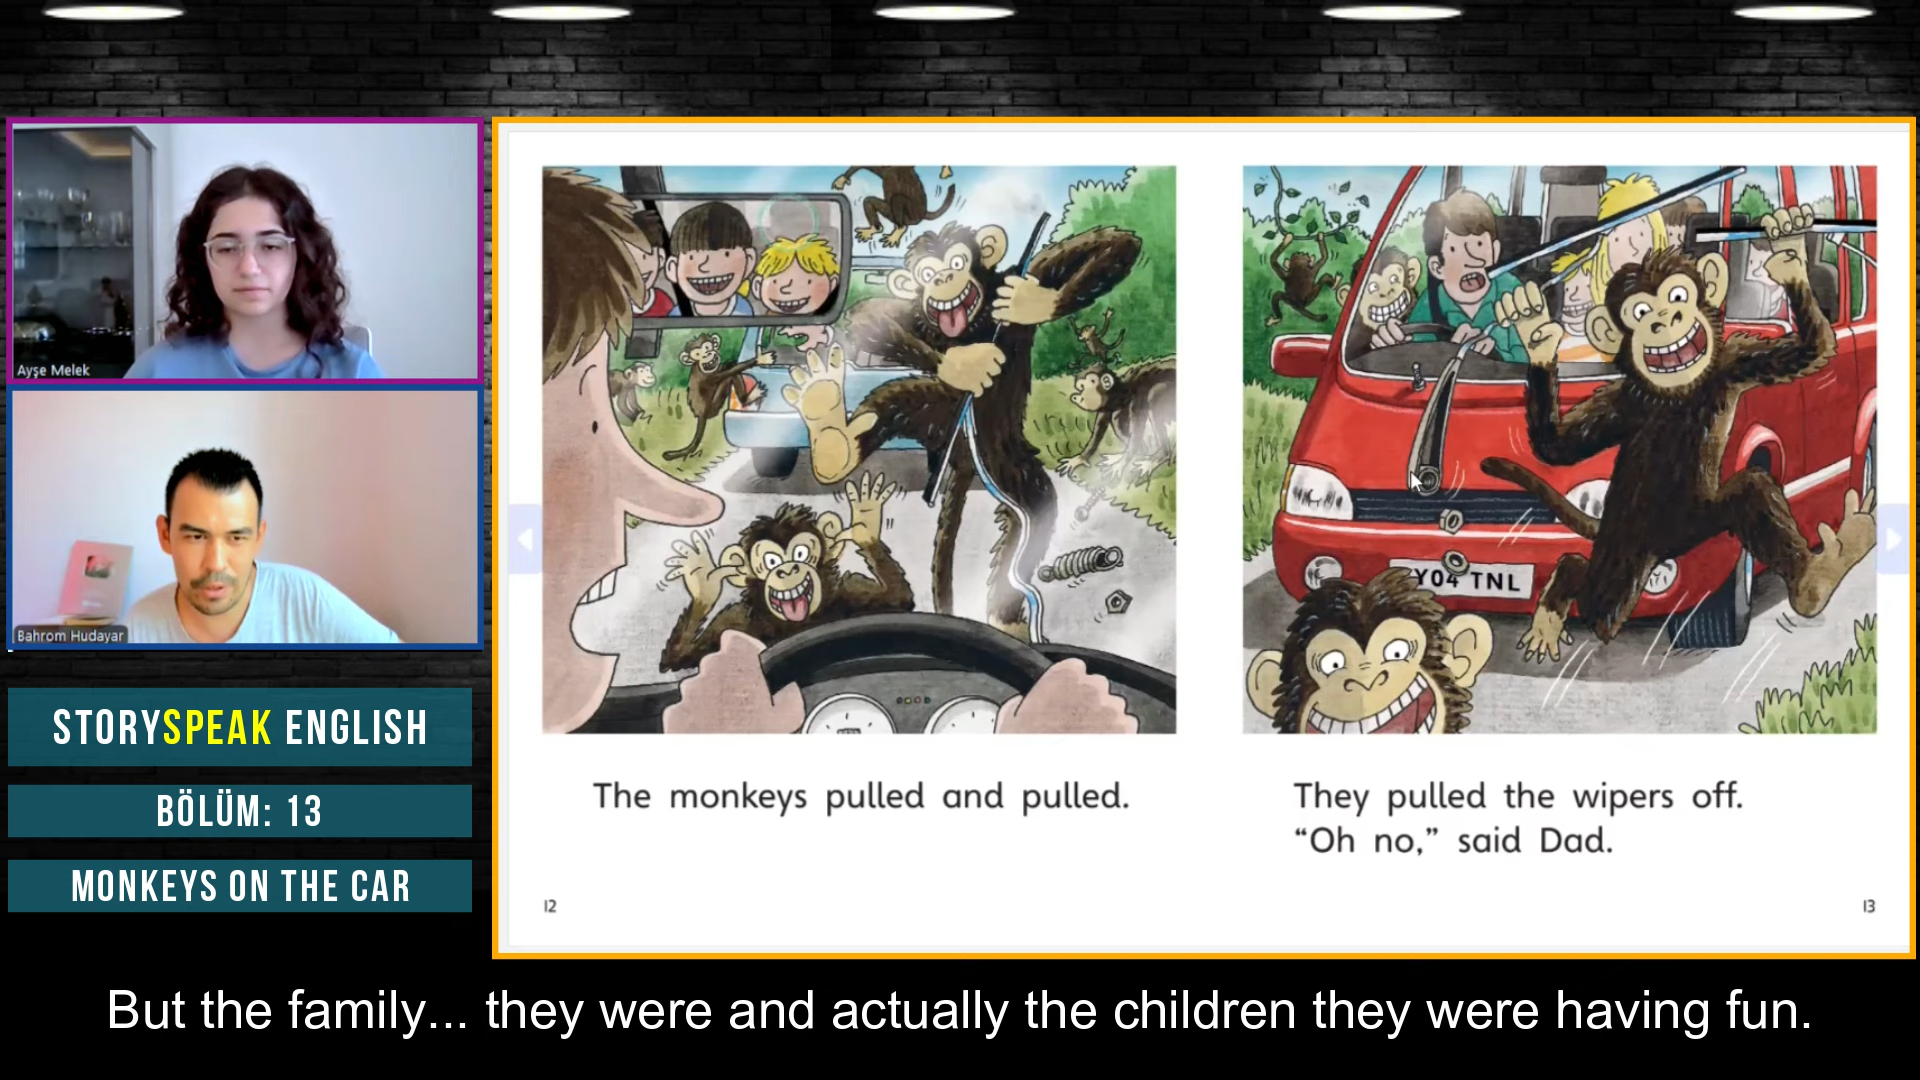 Ayşe Melek
Bahrom Hudayar
STORYSPEAK ENGLISH
BÖLÜM: 13
MONKEYS ON THE CAR
Y04 TNL
The monkeys pulled and pulled.
12
They pulled the wipers off.
“Oh no,” said Dad.
13
But the family... they were and actually the children they were having fun.